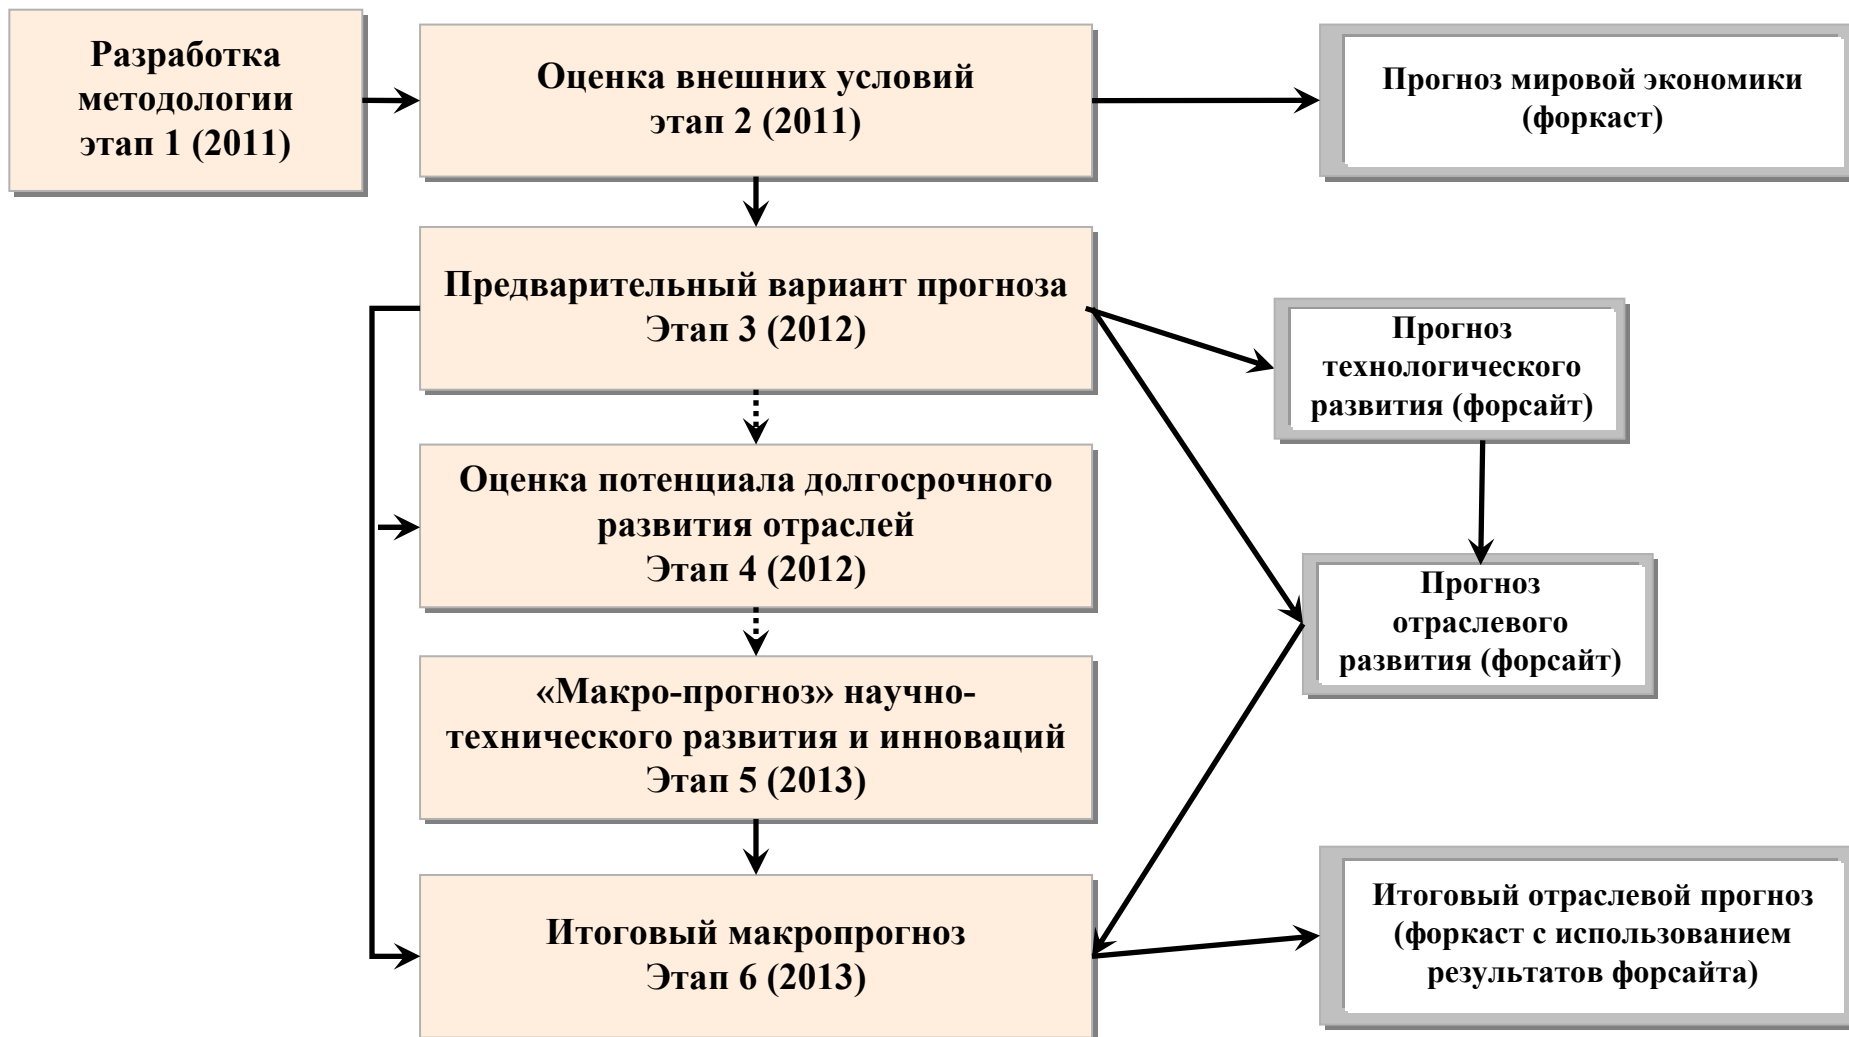 Разработка
методологии
этап 1 (2011)
Оценка внешних условий
этап 2 (2011)
Прогноз мировой экономики
(форкаст)
Предварительный вариант прогноза
Этап 3 (2012)
Прогноз
технологического
развития (форсайт)
Оценка потенциала долгосрочного
развития отраслей
Этап 4 (2012)
Прогноз
отраслевого
развития (форсайт)
«Макро-прогноз» научно-
технического развития и инноваций
Этап 5 (2013)
Итоговый макропрогноз
Этап 6 (2013)
Итоговый отраслевой прогноз
(форкаст с использованием
результатов форсайта)